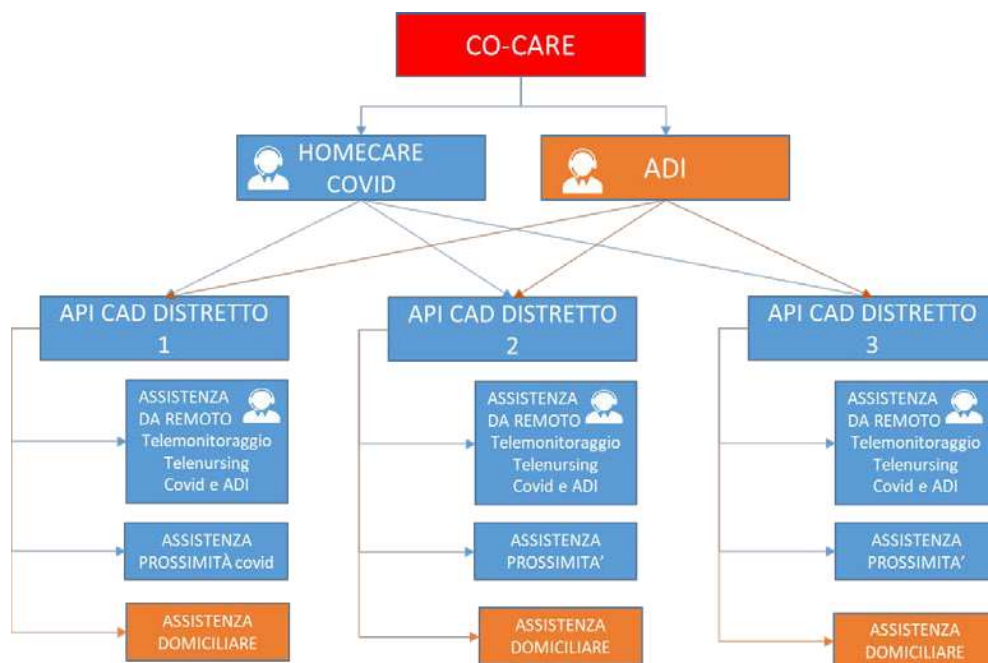 CO-CARE
HOMECARE
COVID
ADI
API CAD DISTRETTO
1
API CAD DISTRETTO
2
API CAD DISTRETTO
3
ASSISTENZA
DA REMOTO
Telemonitoraggio
Telenursing
Covid e ADI
ASSISTENZA
DA REMOTO
Telemonitoraggio
Telenursing
Covid e ADI
ASSISTENZA
DA REMOTO
Telemonitoraggio
Telenursing
Covid e ADI
ASSISTENZA
PROSSIMITÀ covid
ASSISTENZA
PROSSIMITA’
ASSISTENZA
PROSSIMITA’
ASSISTENZA
DOMICILIARE
ASSISTENZA
DOMICILIARE
ASSISTENZA
DOMICILIARE